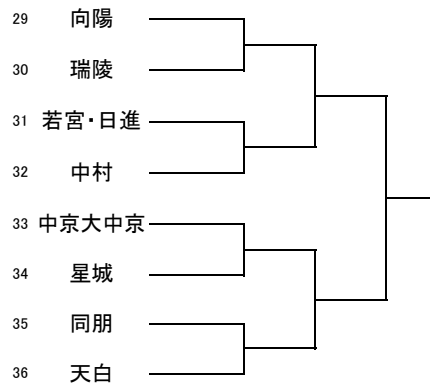 29 向陽
30 瑞陵
31 若宮・日進
32 中村
33 中京大中京
34 星城
35 同朋
36 天白